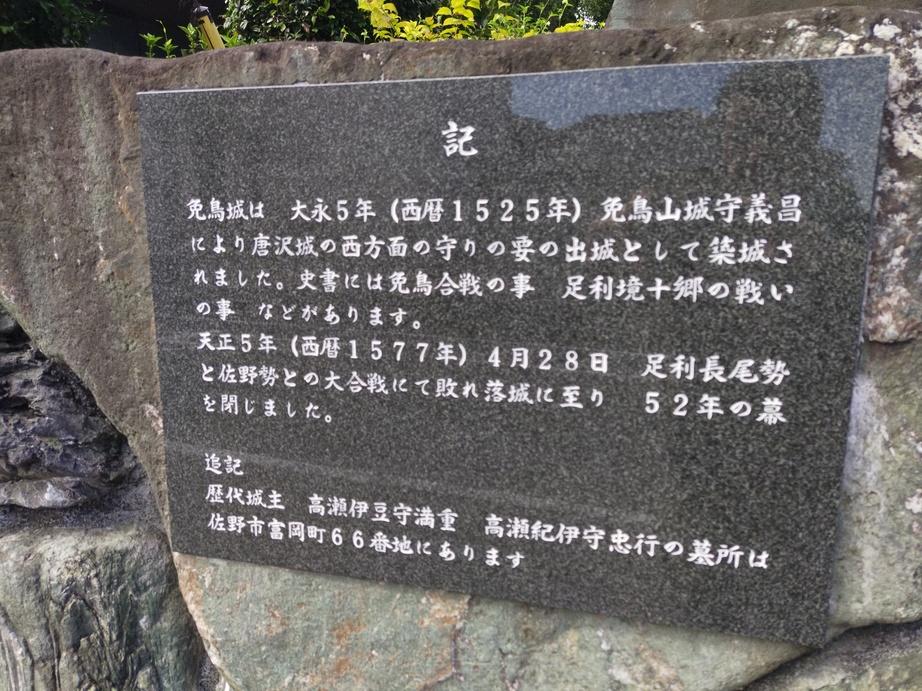 記
免鳥城は　大永５年（西暦１５２５年）免鳥山城守義昌
により唐沢城の西方面の守りの要の出城として築城さ
れました。史書には免鳥合戦の事　足利境十郷の戦い
の事　などがあります。
天正５年（西暦１５７７年）４月２８日　足利長尾勢
と佐野勢との大合戦にて敗れ落城に至り　５２年の幕
を閉じました。
追記
歴代城主　高瀬伊豆守満重　高瀬紀伊守忠行の墓所は
佐野市富岡町６６番地にあります